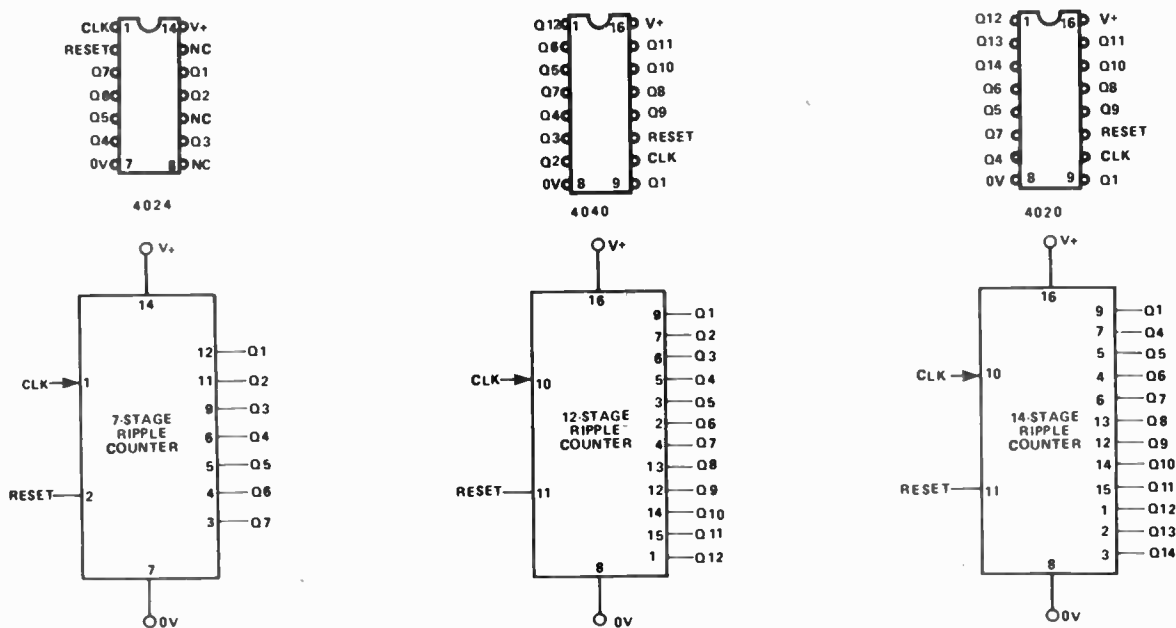 CLK 1 14 V+
RESET NC
Q7 Q1
Q6 Q2
Q5 NC
Q4 Q3
0V 7 8 NC
4024
Q12 1 16 V+
Q6 Q11
Q5 Q10
Q7 Q8
Q4 Q9
Q3 RESET
Q2 CLK
0V 8 9 Q1
4040
Q12 1 16 V+
Q13 Q11
Q14 Q10
Q6 Q8
Q5 Q9
Q7 RESET
Q4 CLK
0V 8 9 Q1
4020
V+
14
12 Q1
CLK 1 11 Q2
9 Q3
7-STAGE
RIPPLE
COUNTER
6 Q4
5 Q5
RESET 2 4 Q6
3 Q7
7
0V
V+
16
9 Q1
7 Q2
6 Q3
CLK 10 5 Q4
3 Q5
12-STAGE
RIPPLE
COUNTER
2 Q6
4 Q7
13 Q8
RESET 11 12 Q9
14 Q10
15 Q11
1 Q12
8
0V
V+
16
9 Q1
7 Q4
5 Q5
CLK 10 4 Q6
6 Q7
14-STAGE
RIPPLE
COUNTER
13 Q8
12 Q9
14 Q10
RESET 11 15 Q11
1 Q12
2 Q13
3 Q14
8
0V